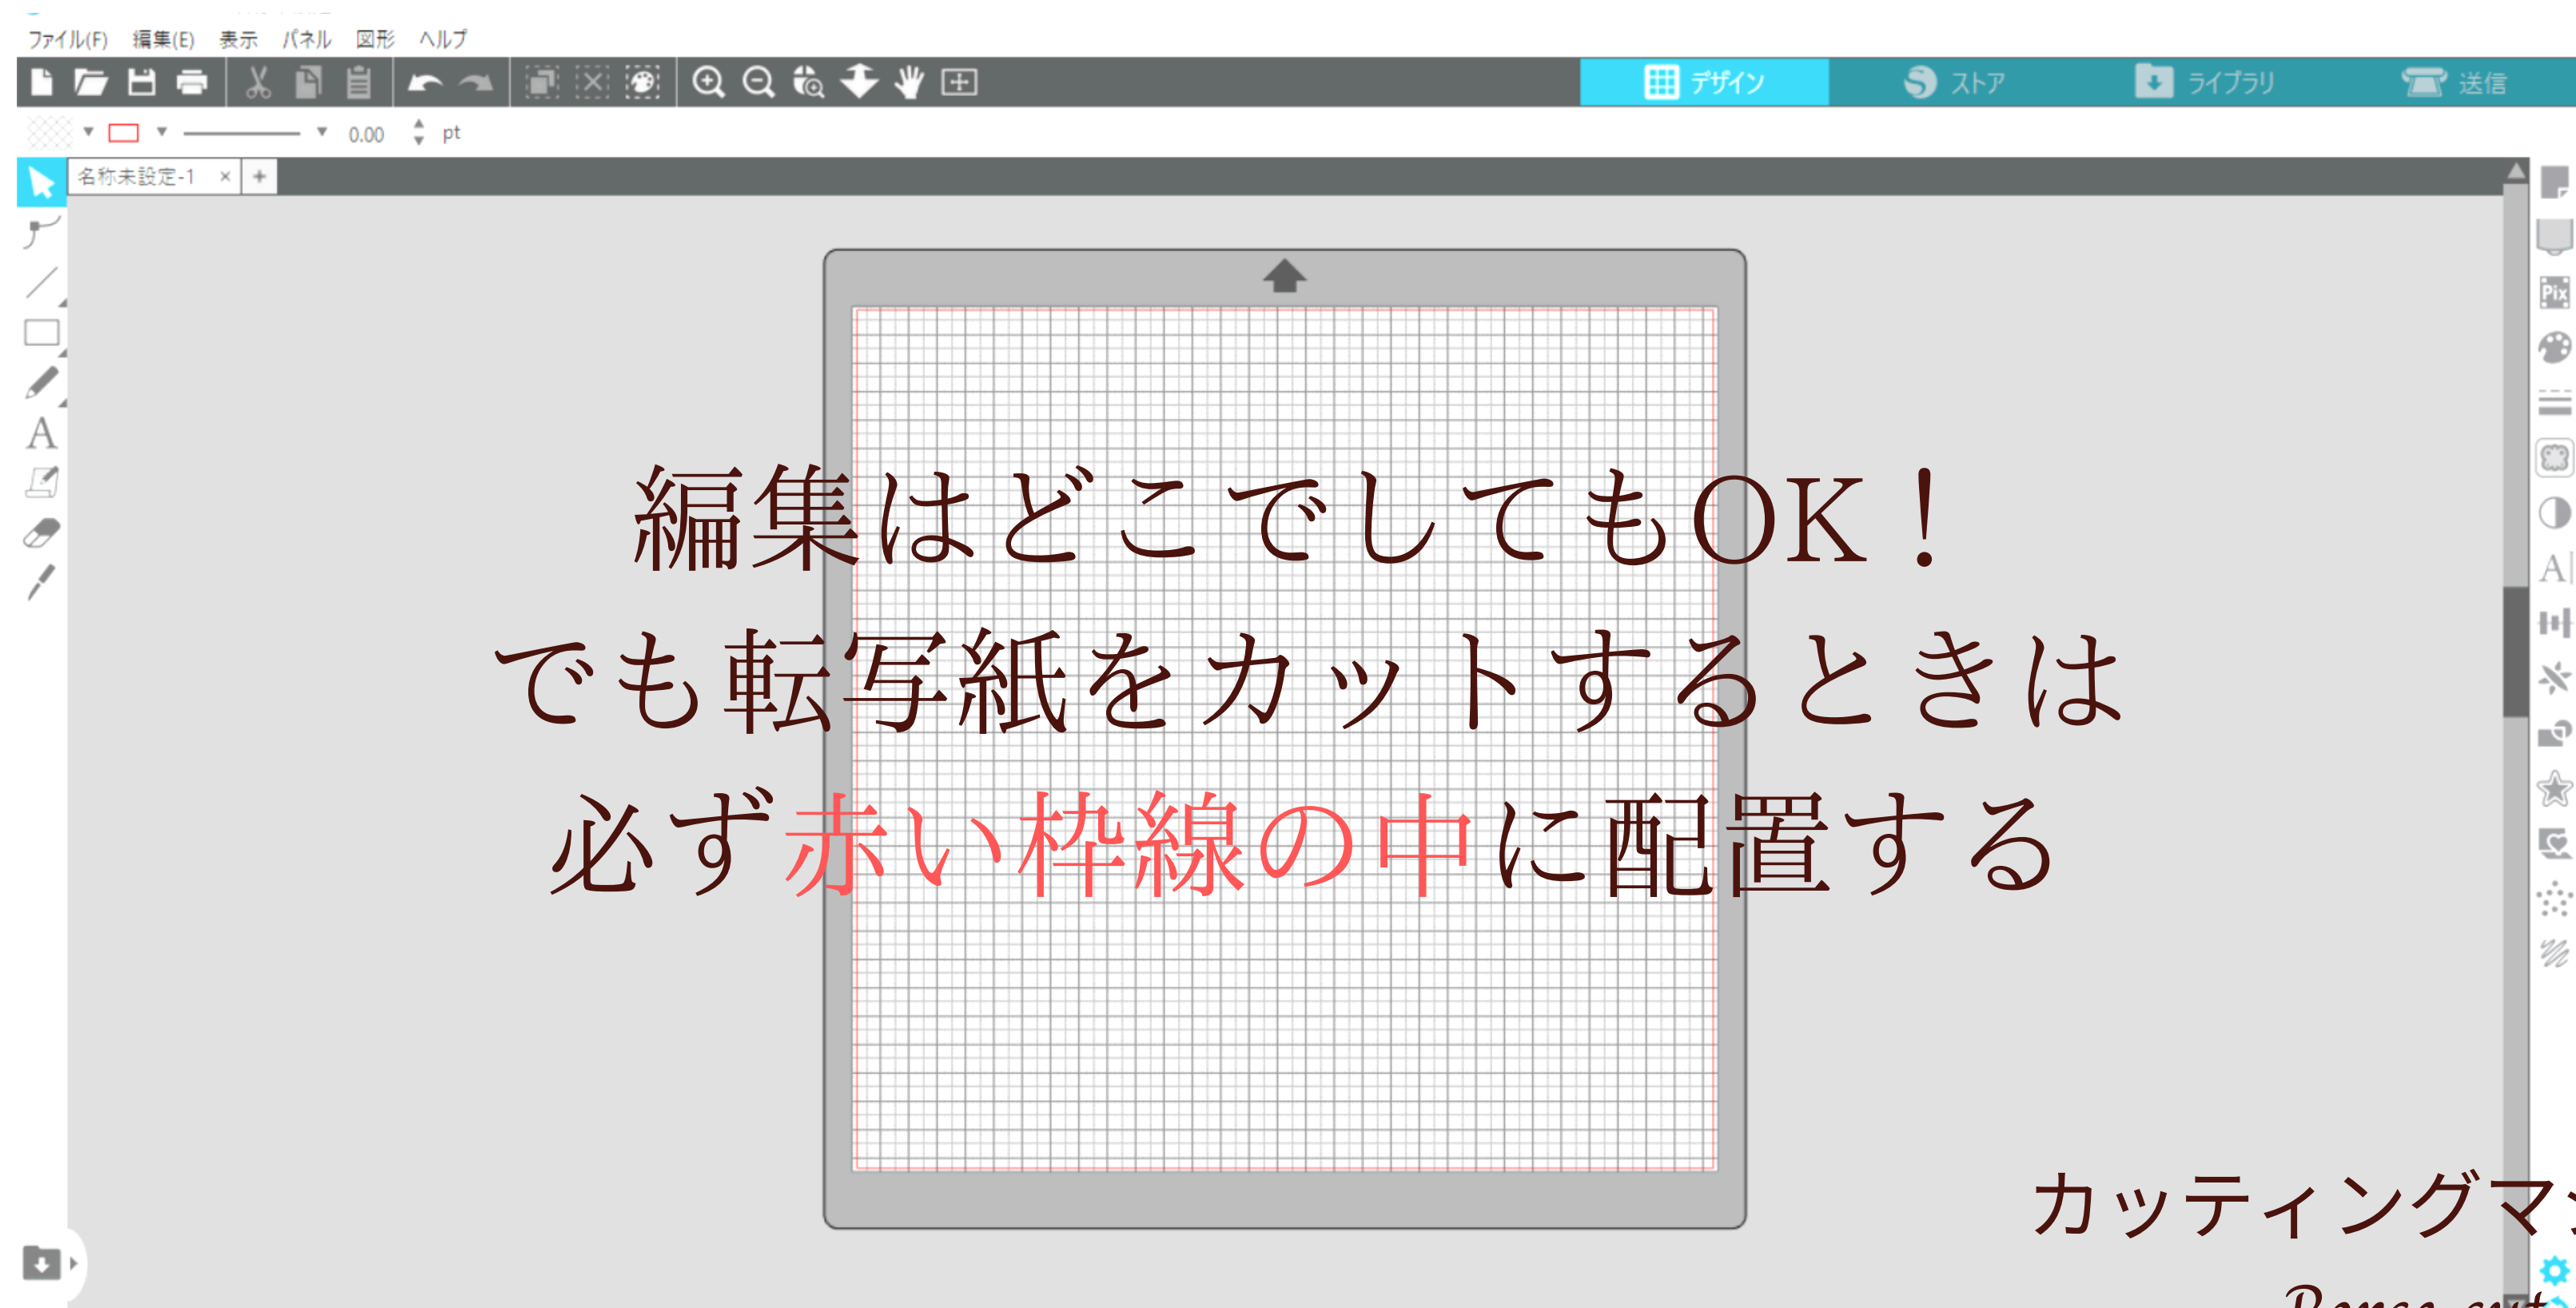 ファイル(F) 編集(E) 表示 パネル 図形 ヘルプ
デザイン ストア ライブラリ 送信
0.00 pt
名称未設定-1 × +
Pix
A
A
編集はどこでしてもOK！
でも転写紙をカットするときは
必ず赤い枠線の中に配置する
カッティングマ